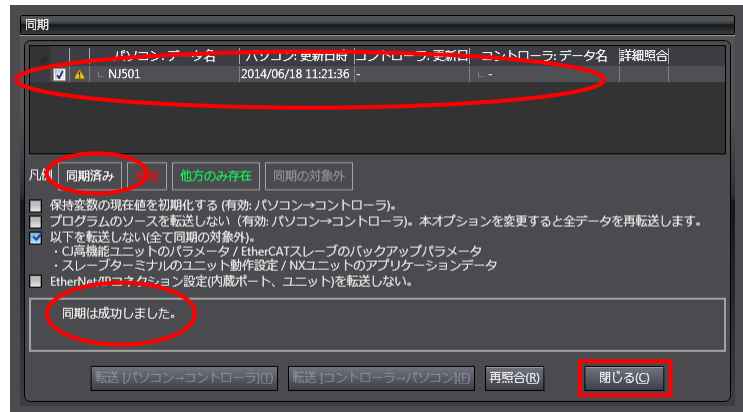 同期
パソコン:データ名 パソコン:更新日時 コントローラ:更新日 コントローラ:データ名 詳細照合
NJ501 2014/06/18 11:21:36 - -
凡例 同期済み 他方のみ存在 同期の対象外
保持変数の現在値を初期化する (有効: パソコン→コントローラ)。
プログラムのソースを転送しない (有効: パソコン→コントローラ)。本オプションを変更すると全データを再転送します。
以下を転送しない(全て同期の対象外)。
・CJ高機能ユニットのパラメータ / EtherCATスレーブのバックアップパラメータ
・スレーブターミナルのユニット動作設定 / NXユニットのアプリケーションデータ
EtherNet/IPコネクション設定(内蔵ポート、ユニット)を転送しない。
同期は成功しました。
転送 [パソコン→コントローラ](T) 転送 [コントローラ→パソコン](F) 再照合(R) 閉じる(C)